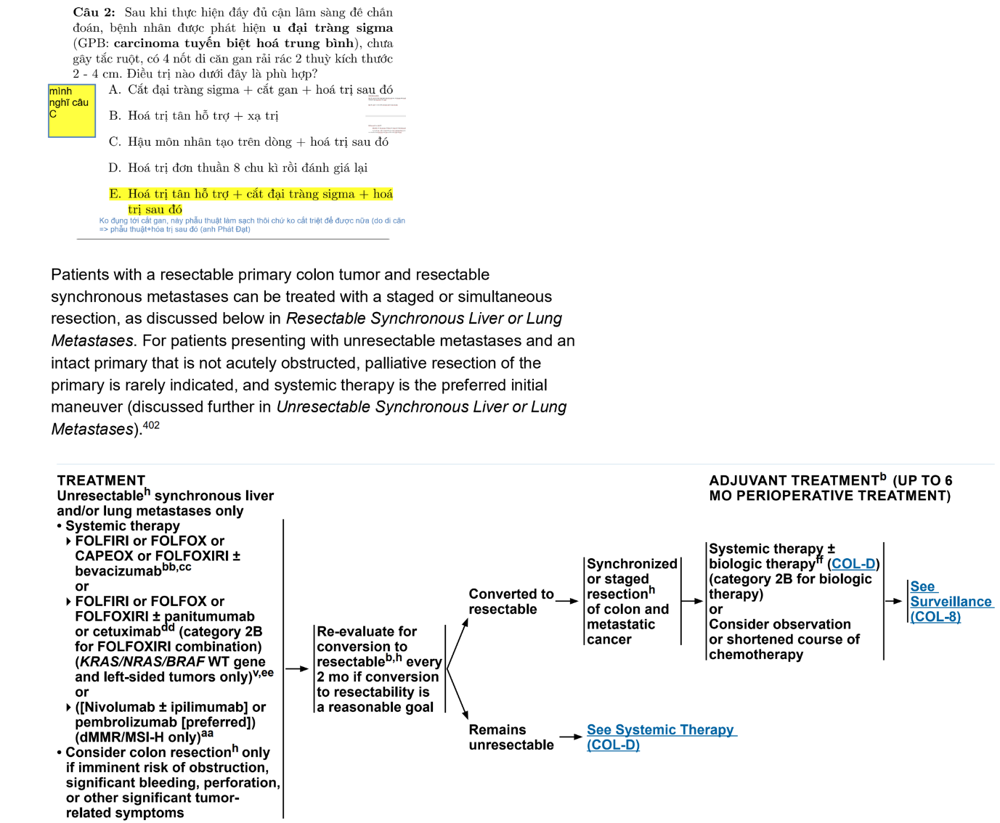 Câu 2: Sau khi thực hiện đầy đủ cận lâm sàng để chẩn
đoán, bệnh nhân được phát hiện u đại tràng sigma
(GPB: carcinoma tuyến biệt hoá trung bình), chưa
gây tắc ruột, có 4 nốt di căn gan rải rác 2 thuỳ kích thước
2 - 4 cm. Điều trị nào dưới đây là phù hợp?
mình
nghĩ câu
C
A. Cắt đại tràng sigma + cắt gan + hoá trị sau đó
B. Hoá trị tân hỗ trợ + xạ trị
C. Hậu môn nhân tạo trên dòng + hoá trị sau đó
D. Hoá trị đơn thuần 8 chu kì rồi đánh giá lại
E. Hoá trị tân hỗ trợ + cắt đại tràng sigma + hoá
trị sau đó
Ko đụng tới cắt gan, này phẫu thuật làm sạch thôi chứ ko cắt triệt để được nữa (do di căn
=> phẫu thuật+hóa trị sau đó (anh Phát Đạt)
Patients with a resectable primary colon tumor and resectable
synchronous metastases can be treated with a staged or simultaneous
resection, as discussed below in Resectable Synchronous Liver or Lung
Metastases. For patients presenting with unresectable metastases and an
intact primary that is not acutely obstructed, palliative resection of the
primary is rarely indicated, and systemic therapy is the preferred initial
maneuver (discussed further in Unresectable Synchronous Liver or Lung
Metastases).402
TREATMENT
Unresectableh synchronous liver
and/or lung metastases only
• Systemic therapy
▸ FOLFIRI or FOLFOX or
CAPEOX or FOLFOXIRI ±
bevacizumabbb,cc
or
▸ FOLFIRI or FOLFOX or
FOLFOXIRI ± panitumumab
or cetuximabdd (category 2B
for FOLFOXIRI combination)
(KRAS/NRAS/BRAF WT gene
and left-sided tumors only)v,ee
or
▸ ([Nivolumab ± ipilimumab] or
pembrolizumab [preferred])
(dMMR/MSI-H only)aa
• Consider colon resectionh only
if imminent risk of obstruction,
significant bleeding, perforation,
or other significant tumor-
related symptoms
Re-evaluate for
conversion to
resectableb,h every
2 mo if conversion
to resectability is
a reasonable goal
Converted to
resectable
Synchronized
or staged
resectionh
of colon and
metastatic
cancer
Remains
unresectable
See Systemic Therapy
(COL-D)
ADJUVANT TREATMENTb (UP TO 6
MO PERIOPERATIVE TREATMENT)
Systemic therapy ±
biologic therapyff (COL-D)
(category 2B for biologic
therapy)
or
Consider observation
or shortened course of
chemotherapy
See
Surveillance
(COL-8)